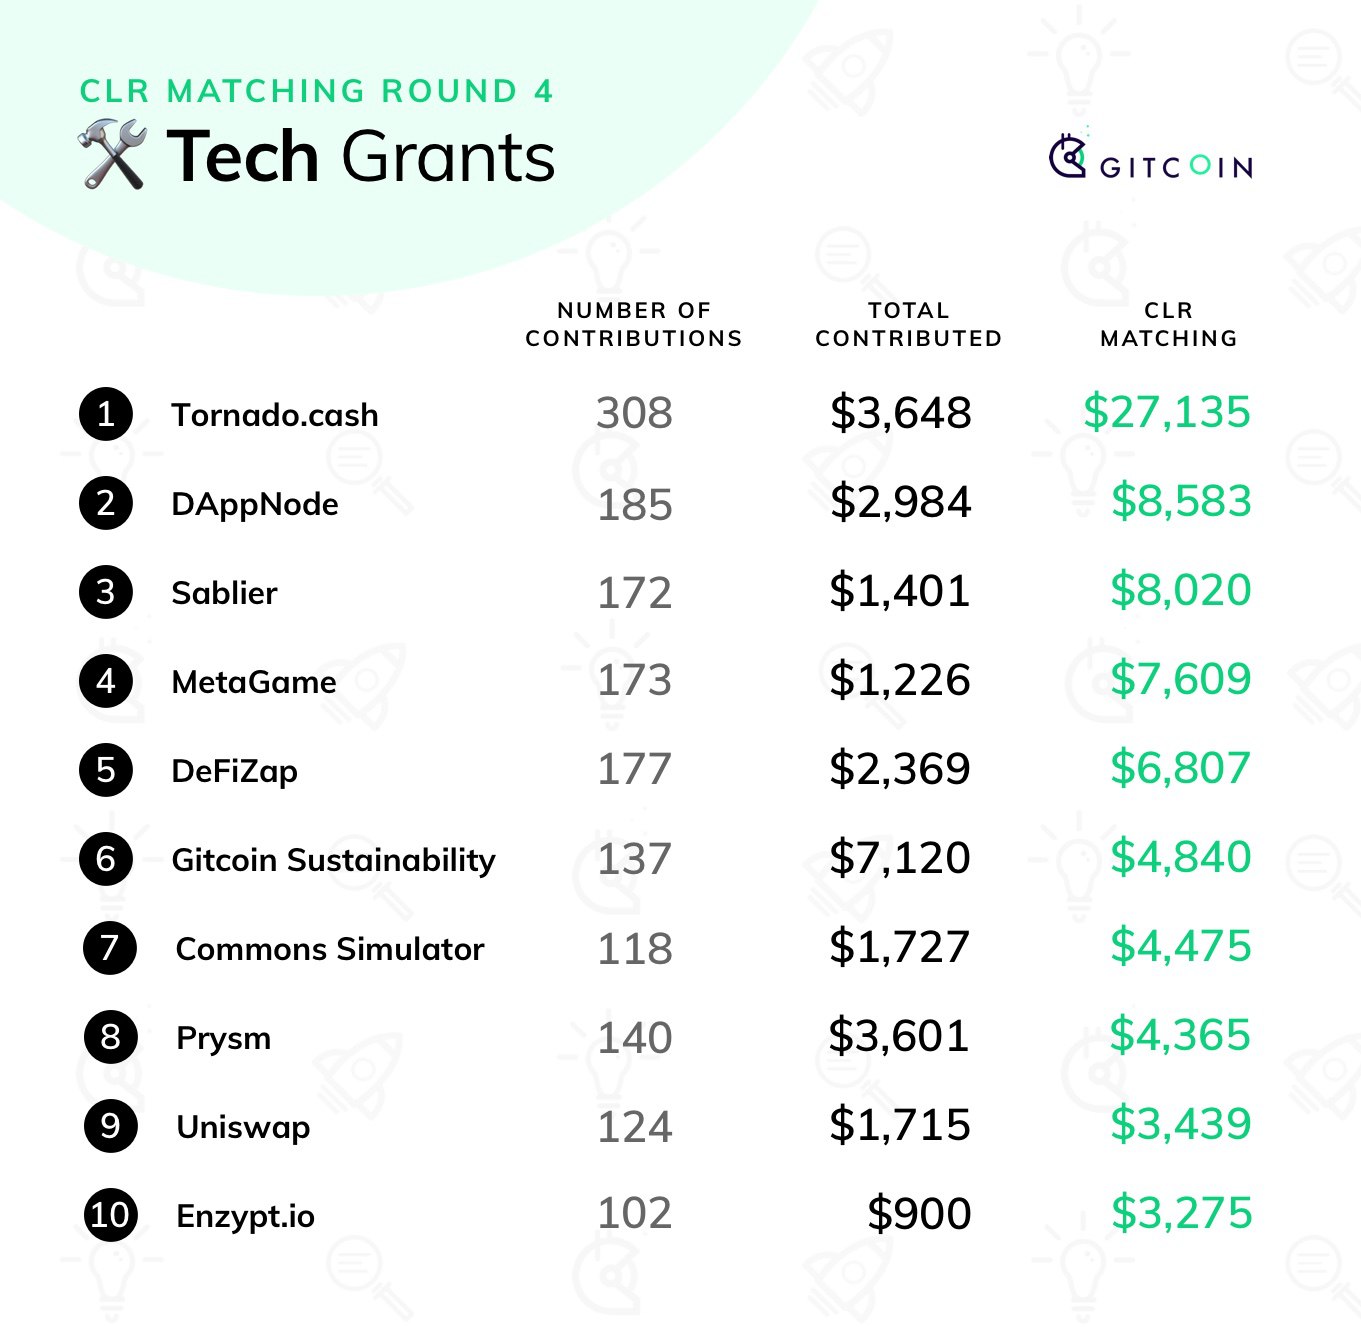 CLR MATCHING ROUND 4
Tech Grants
GITCOIN
NUMBER OF CONTRIBUTIONS TOTAL CONTRIBUTED CLR MATCHING
1 Tornado.cash 308 $3,648 $27,135
2 DAppNode 185 $2,984 $8,583
3 Sablier 172 $1,401 $8,020
4 MetaGame 173 $1,226 $7,609
5 DeFiZap 177 $2,369 $6,807
6 Gitcoin Sustainability 137 $7,120 $4,840
7 Commons Simulator 118 $1,727 $4,475
8 Prysm 140 $3,601 $4,365
9 Uniswap 124 $1,715 $3,439
10 Enzypt.io 102 $900 $3,275